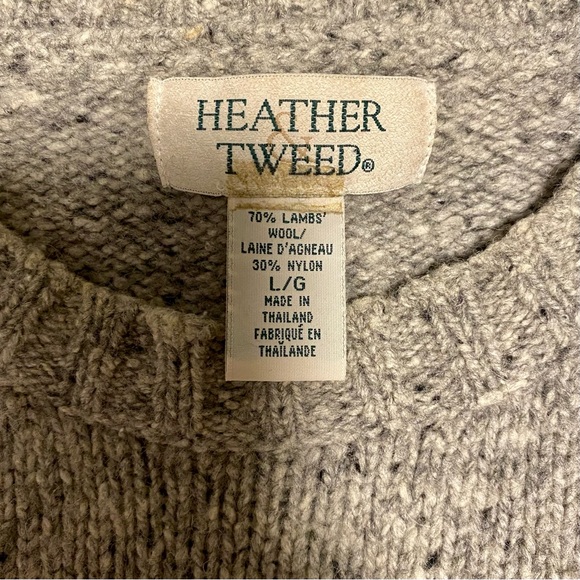 HEATHER
TWEED®
70% LAMBS'
WOOL/
LAINE D'AGNEAU
30% NYLON
L/G
MADE IN
THAILAND
FABRIQUÉ EN
THAÏLANDE